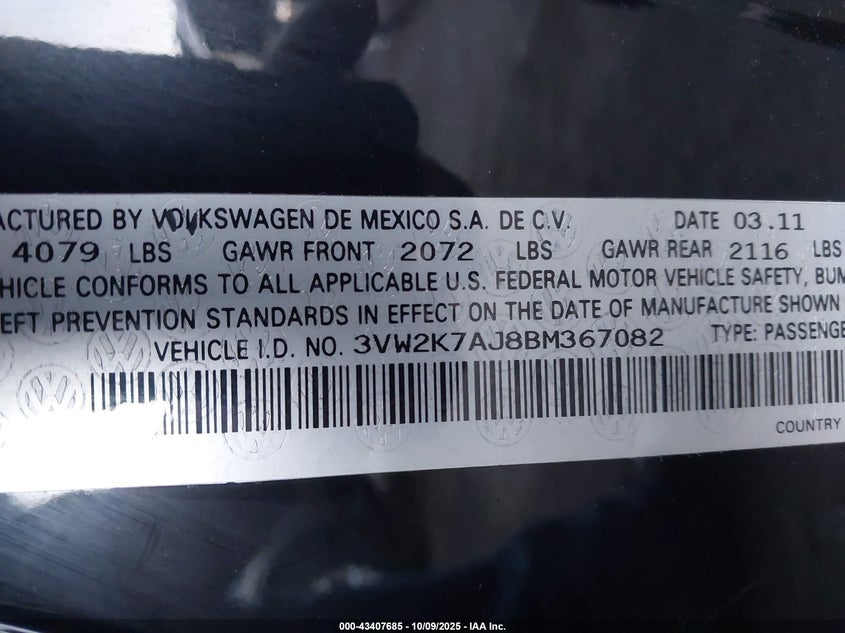 ACTURED BY VOLKSWAGEN DE MEXICO S.A. DE C.V. DATE 03.11
4079 LBS GAWR FRONT 2072 LBS GAWR REAR 2116 LBS
HICLE CONFORMS TO ALL APPLICABLE U.S. FEDERAL MOTOR VEHICLE SAFETY, BUM
EFT PREVENTION STANDARDS IN EFFECT ON THE DATE OF MANUFACTURE SHOWN
VEHICLE I.D. NO. 3VW2K7AJ8BM367082 TYPE: PASSENGE
COUNTRY
000-43407685 - 10/09/2025 - IAA Inc.